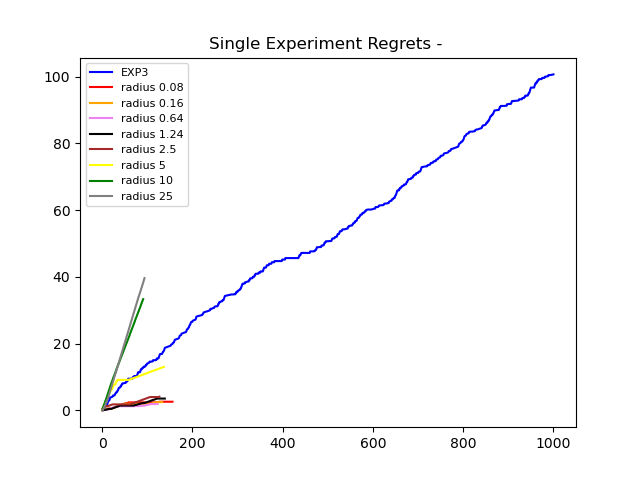 Single Experiment Regrets -
EXP3
radius 0.08
radius 0.16
radius 0.64
radius 1.24
radius 2.5
radius 5
radius 10
radius 25
100
80
60
40
20
0
0 200 400 600 800 1000